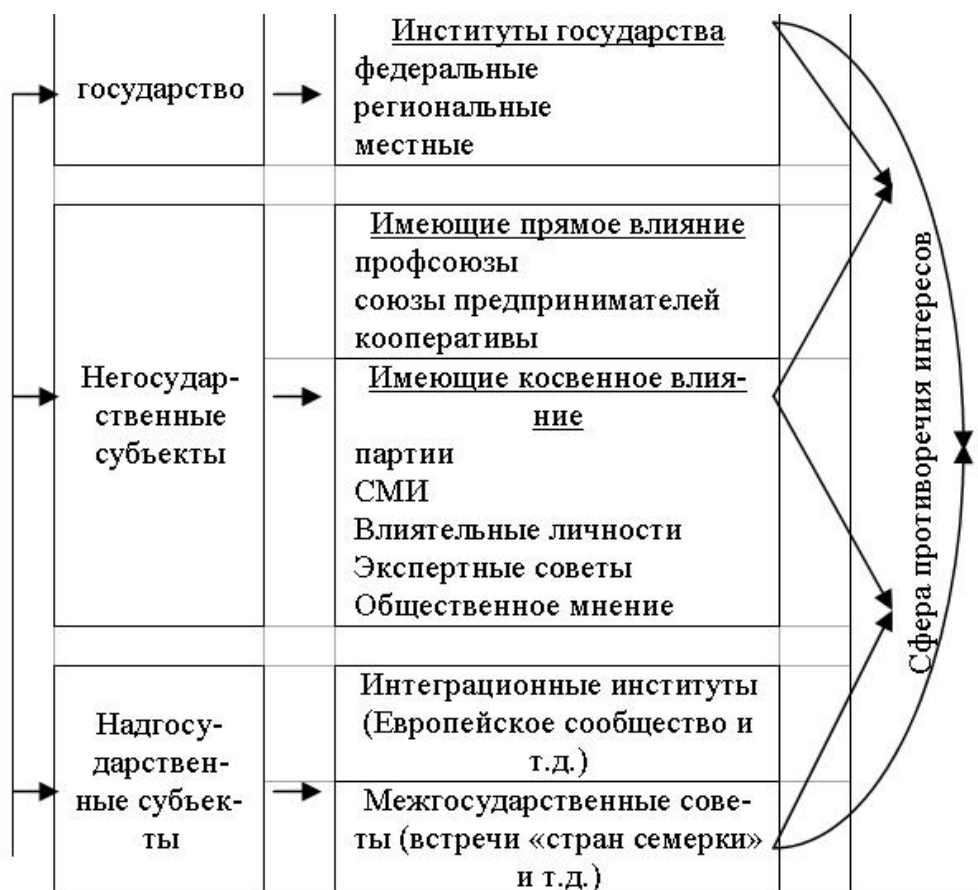 государство
Институты государства
федеральные
региональные
местные
Негосудар-
ственные
субъекты
Имеющие прямое влияние
профсоюзы
союзы предпринимателей
кооперативы
Имеющие косвенное влия-
ние
партии
СМИ
Влиятельные личности
Экспертные советы
Общественное мнение
Надгосу-
дарствен-
ные субъек-
ты
Интеграционные институты
(Европейское сообщество и
т.д.)
Межгосударственные сове-
ты (встречи «стран семерки»
и т.д.)
Сфера противоречия интересов